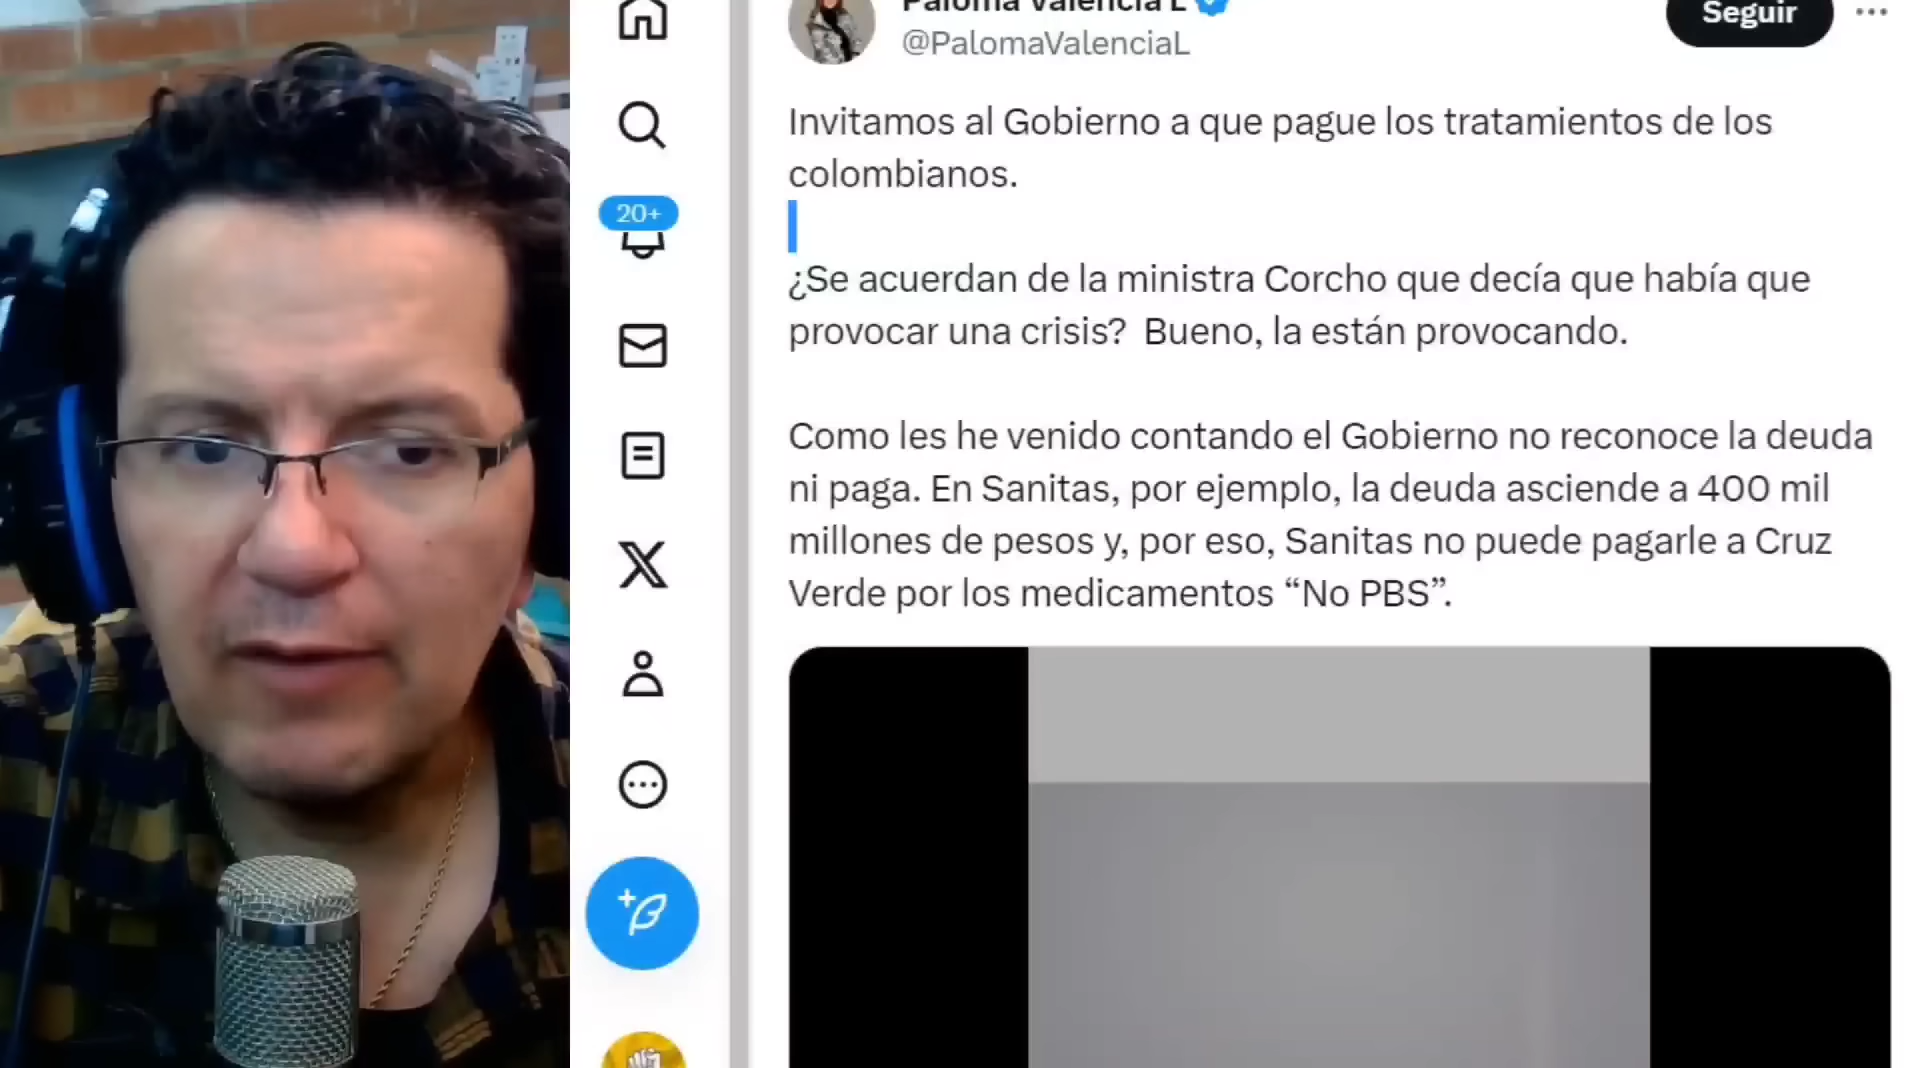 Paloma Valencia L
@PalomaValenciaL
Seguir
Invitamos al Gobierno a que pague los tratamientos de los
colombianos.
20+
¿Se acuerdan de la ministra Corcho que decía que había que
provocar una crisis? Bueno, la están provocando.
Como les he venido contando el Gobierno no reconoce la deuda
ni paga. En Sanitas, por ejemplo, la deuda asciende a 400 mil
millones de pesos y, por eso, Sanitas no puede pagarle a Cruz
Verde por los medicamentos “No PBS”.